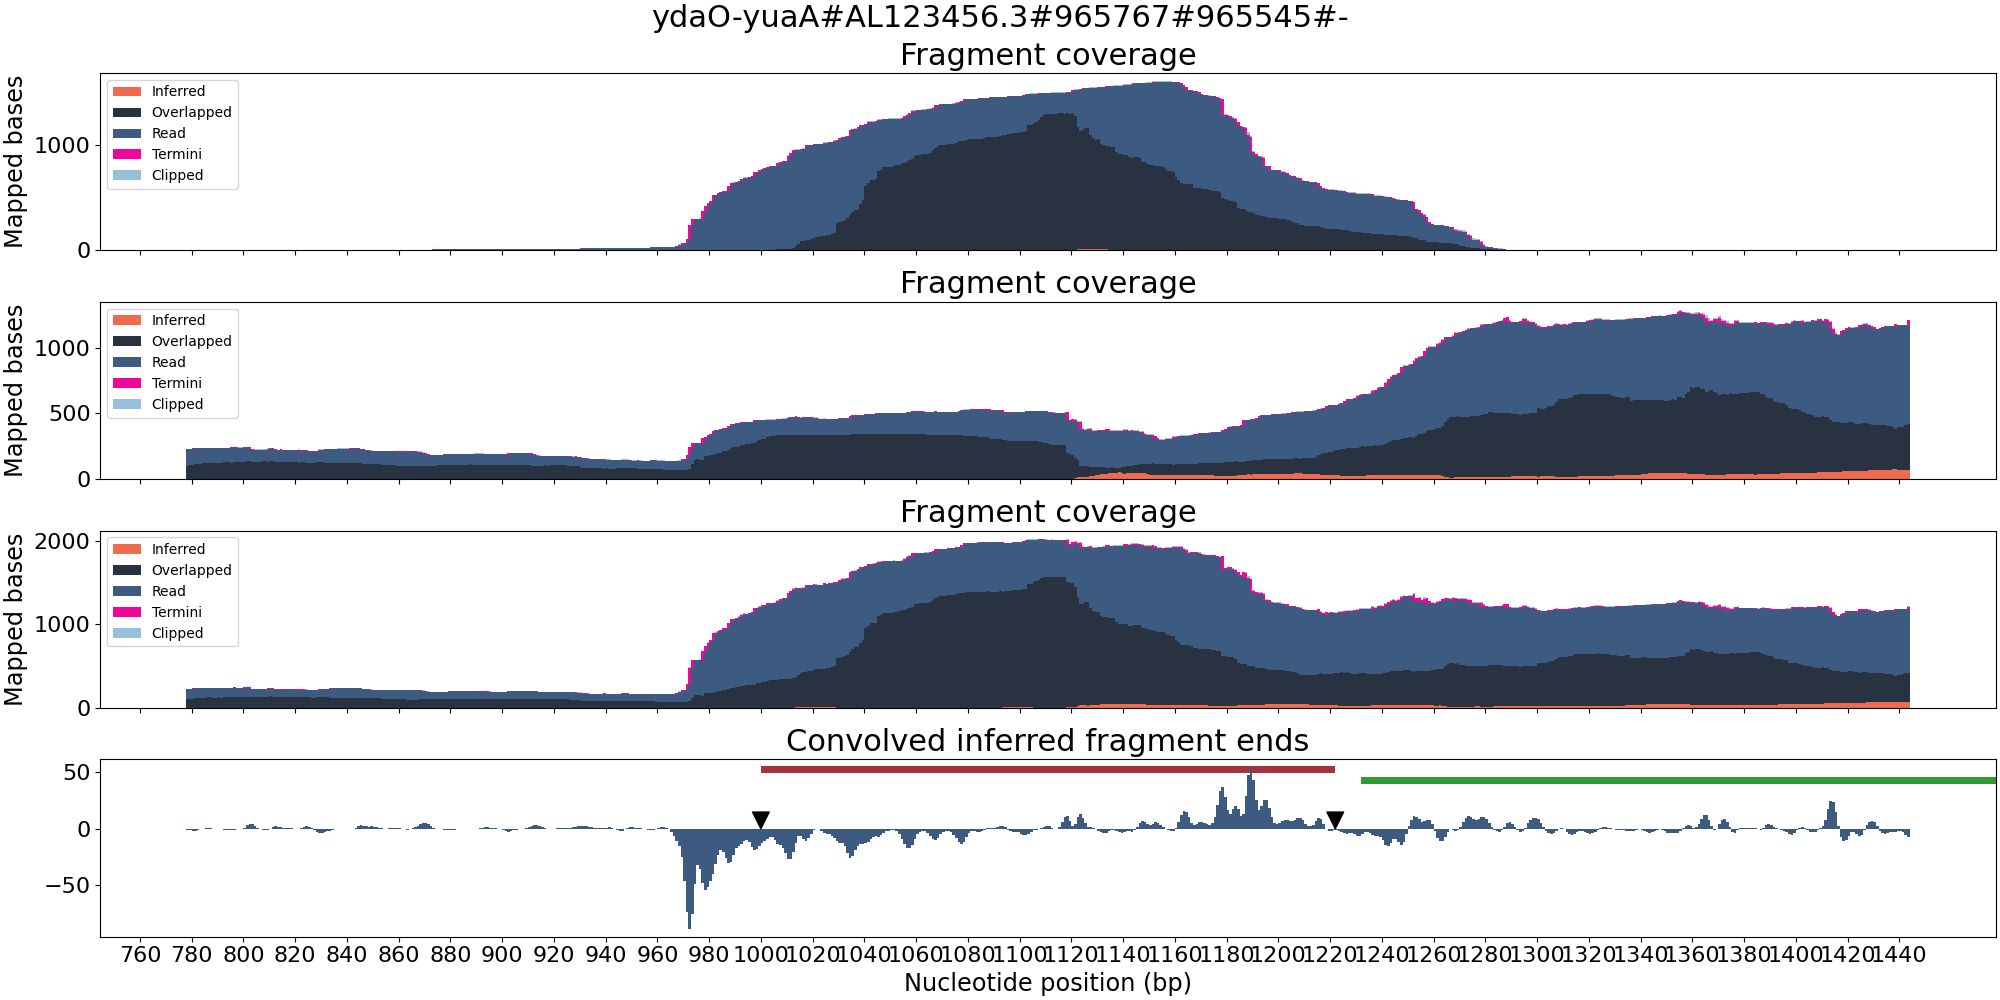 ydaO-yuaA#AL123456.3#965767#965545#-
Fragment coverage
Mapped bases
1000
0
Inferred
Overlapped
Read
Termini
Clipped
Fragment coverage
Mapped bases
1000
500
0
Inferred
Overlapped
Read
Termini
Clipped
Fragment coverage
Mapped bases
2000
1000
0
Inferred
Overlapped
Read
Termini
Clipped
Convolved inferred fragment ends
50
0
−50
760 780 800 820 840 860 880 900 920 940 960 980 1000 1020 1040 1060 1080 1100 1120 1140 1160 1180 1200 1220 1240 1260 1280 1300 1320 1340 1360 1380 1400 1420 1440
Nucleotide position (bp)